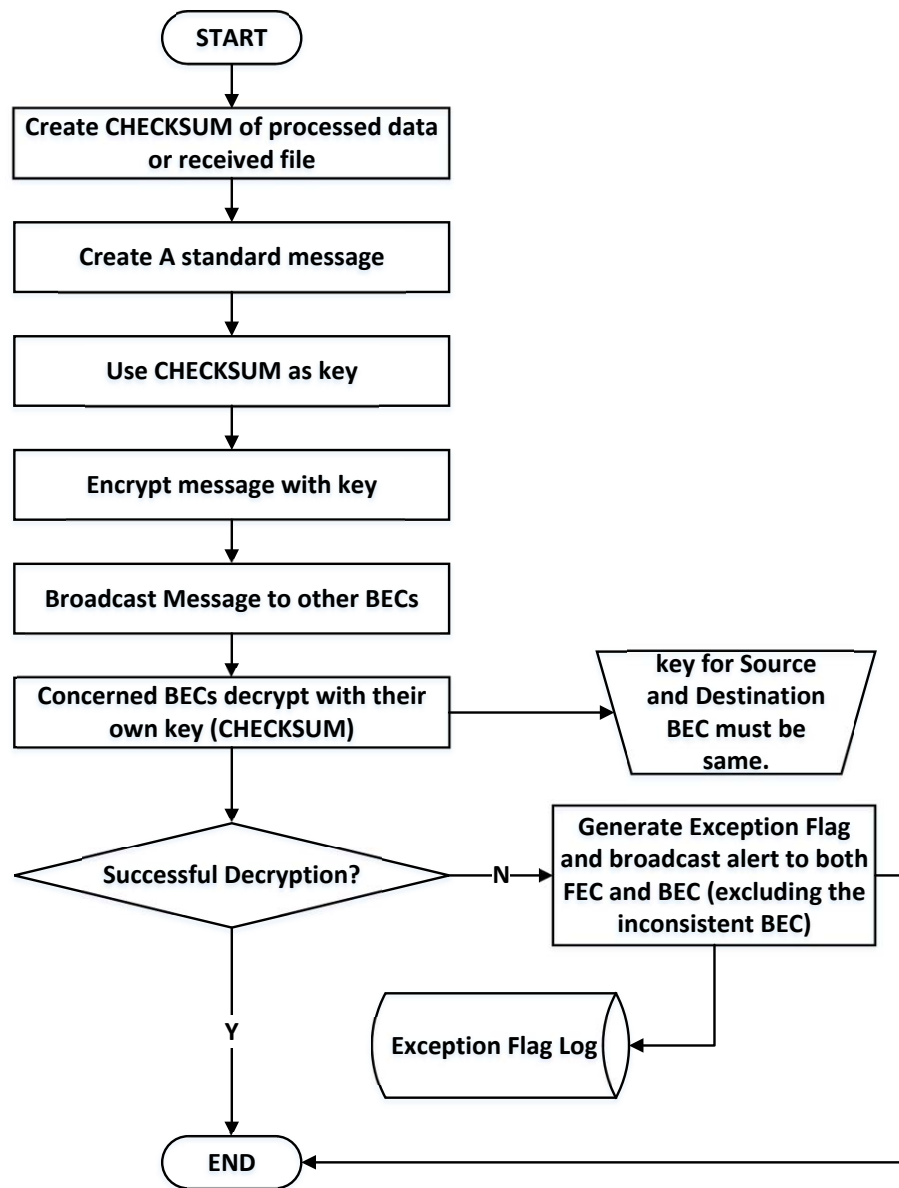 START
Create CHECKSUM of processed data
or received file
Create A standard message
Use CHECKSUM as key
Encrypt message with key
Broadcast Message to other BECs
Concerned BECs decrypt with their
own key (CHECKSUM)
key for Source
and Destination
BEC must be
same.
Successful Decryption?
N
Generate Exception Flag
and broadcast alert to both
FEC and BEC (excluding the
inconsistent BEC)
Y
Exception Flag Log
END